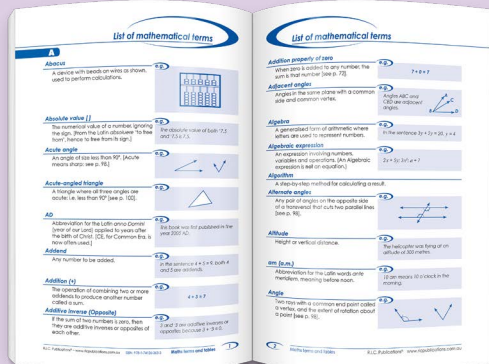 List of mathematical terms
A
Abacus
A device with beads on wires as shown,
used to perform calculations.
e.g.
Absolute value [|]
The numerical value of a number, ignoring
the sign. [From the Latin absoluere 'to free
from', hence to free from its sign.]
e.g.
the absolute value of both +7.5
and –7.5 is 7.5.
Acute angle
An angle of size less than 90°. [Acute
means sharp; see p. 98.]
e.g.
Acute-angled triangle
A triangle where all three angles are
acute; i.e. less than 90° [see p. 100].
e.g.
AD
Abbreviation for the Latin anno Domini
[year of our Lord] applied to years after
the birth of Christ. [CE, for Common Era, is
now often used.]
e.g.
The book was first published in the
year 2005 AD.
Addend
Any number to be added.
e.g.
In the sentence 4 + 5 = 9, both 4
and 5 are addends.
Addition (+)
The operation of combining two or more
addends to produce another number
called a sum.
e.g.
4 + 3 = 7
Additive inverse (Opposite)
If the sum of two numbers is zero, then
they are additive inverses or opposites of
each other.
e.g.
3 and –3 are additive inverses or
opposites because 3 + –3 = 0.
R.I.C. Publications® www.ricpublications.com.au
Maths terms and tables
1
List of mathematical terms
Addition property of zero
When zero is added to any number, the
sum is that number [see p. 72].
e.g.
7 + 0 = 7
Adjacent angles
Angles in the same plane with a common
side and common vertex.
e.g.
Angles ABC and
CBD are adjacent
angles.
A
C
B
D
Algebra
A generalised form of arithmetic where
letters are used to represent numbers.
e.g.
In the sentence 3y + 2y = 20, y = 4
Algebraic expression
An expression involving numbers,
variables and operations. [An Algebraic
expression is not an equation.]
e.g.
Algorithm
A step-by-step method for calculating a result.
Alternate angles
Any pair of angles on the opposite side
of a transversal that cuts two parallel lines
[see p. 98].
e.g.
Altitude
Height or vertical distance.
e.g.
The helicopter was flying at an
altitude of 300 metres.
am (a.m.)
Abbreviation for the Latin words ante
meridiem, meaning before noon.
e.g.
10 am means 10 o'clock in the
morning.
Angle
Two rays with a common end point called
a vertex, and the extent of rotation about
a point [see p. 98].
e.g.
2
Maths terms and tables
R.I.C. Publications® www.ricpublications.com.au